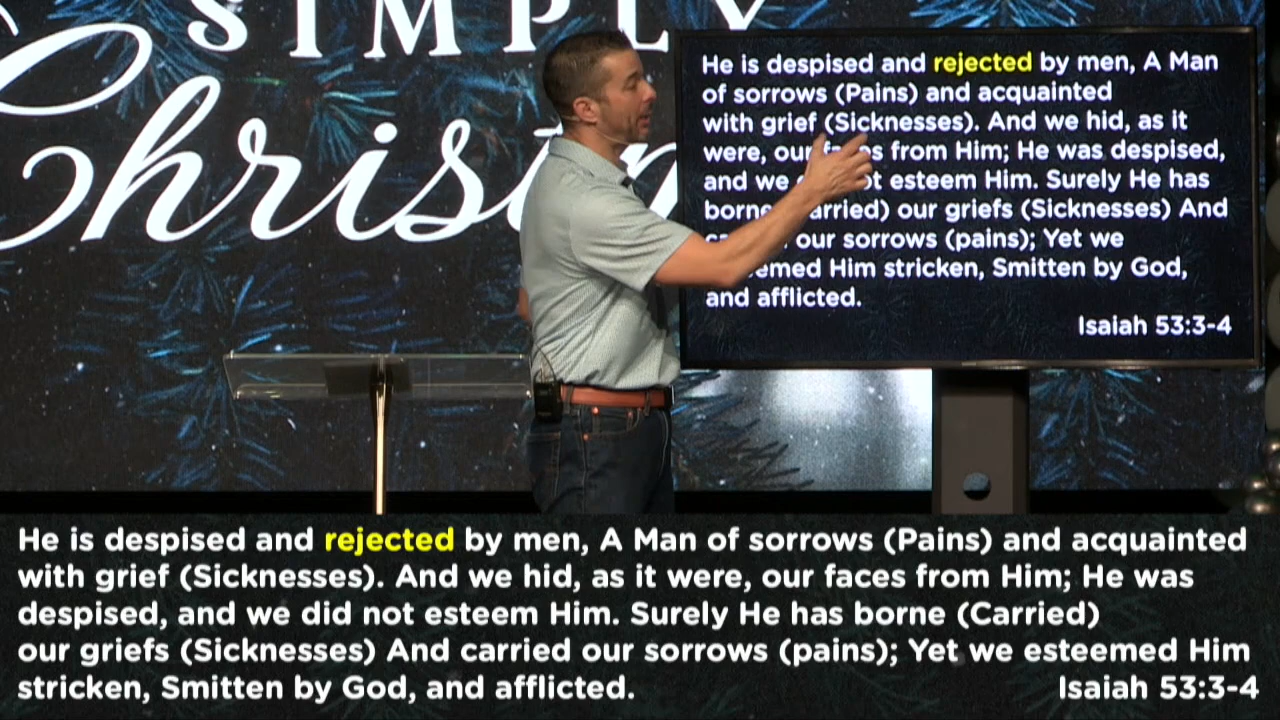 SIMPLY
Christm
He is despised and rejected by men, A Man
of sorrows (Pains) and acquainted
with grief (Sicknesses). And we hid, as it
were, our faces from Him; He was despised,
and we not esteem Him. Surely He has
borne (Carried) our griefs (Sicknesses) And
our sorrows (pains); Yet we
esteemed Him stricken, Smitten by God,
and afflicted.
Isaiah 53:3-4
He is despised and rejected by men, A Man of sorrows (Pains) and acquainted
with grief (Sicknesses). And we hid, as it were, our faces from Him; He was
despised, and we did not esteem Him. Surely He has borne (Carried)
our griefs (Sicknesses) And carried our sorrows (pains); Yet we esteemed Him
stricken, Smitten by God, and afflicted. Isaiah 53:3-4